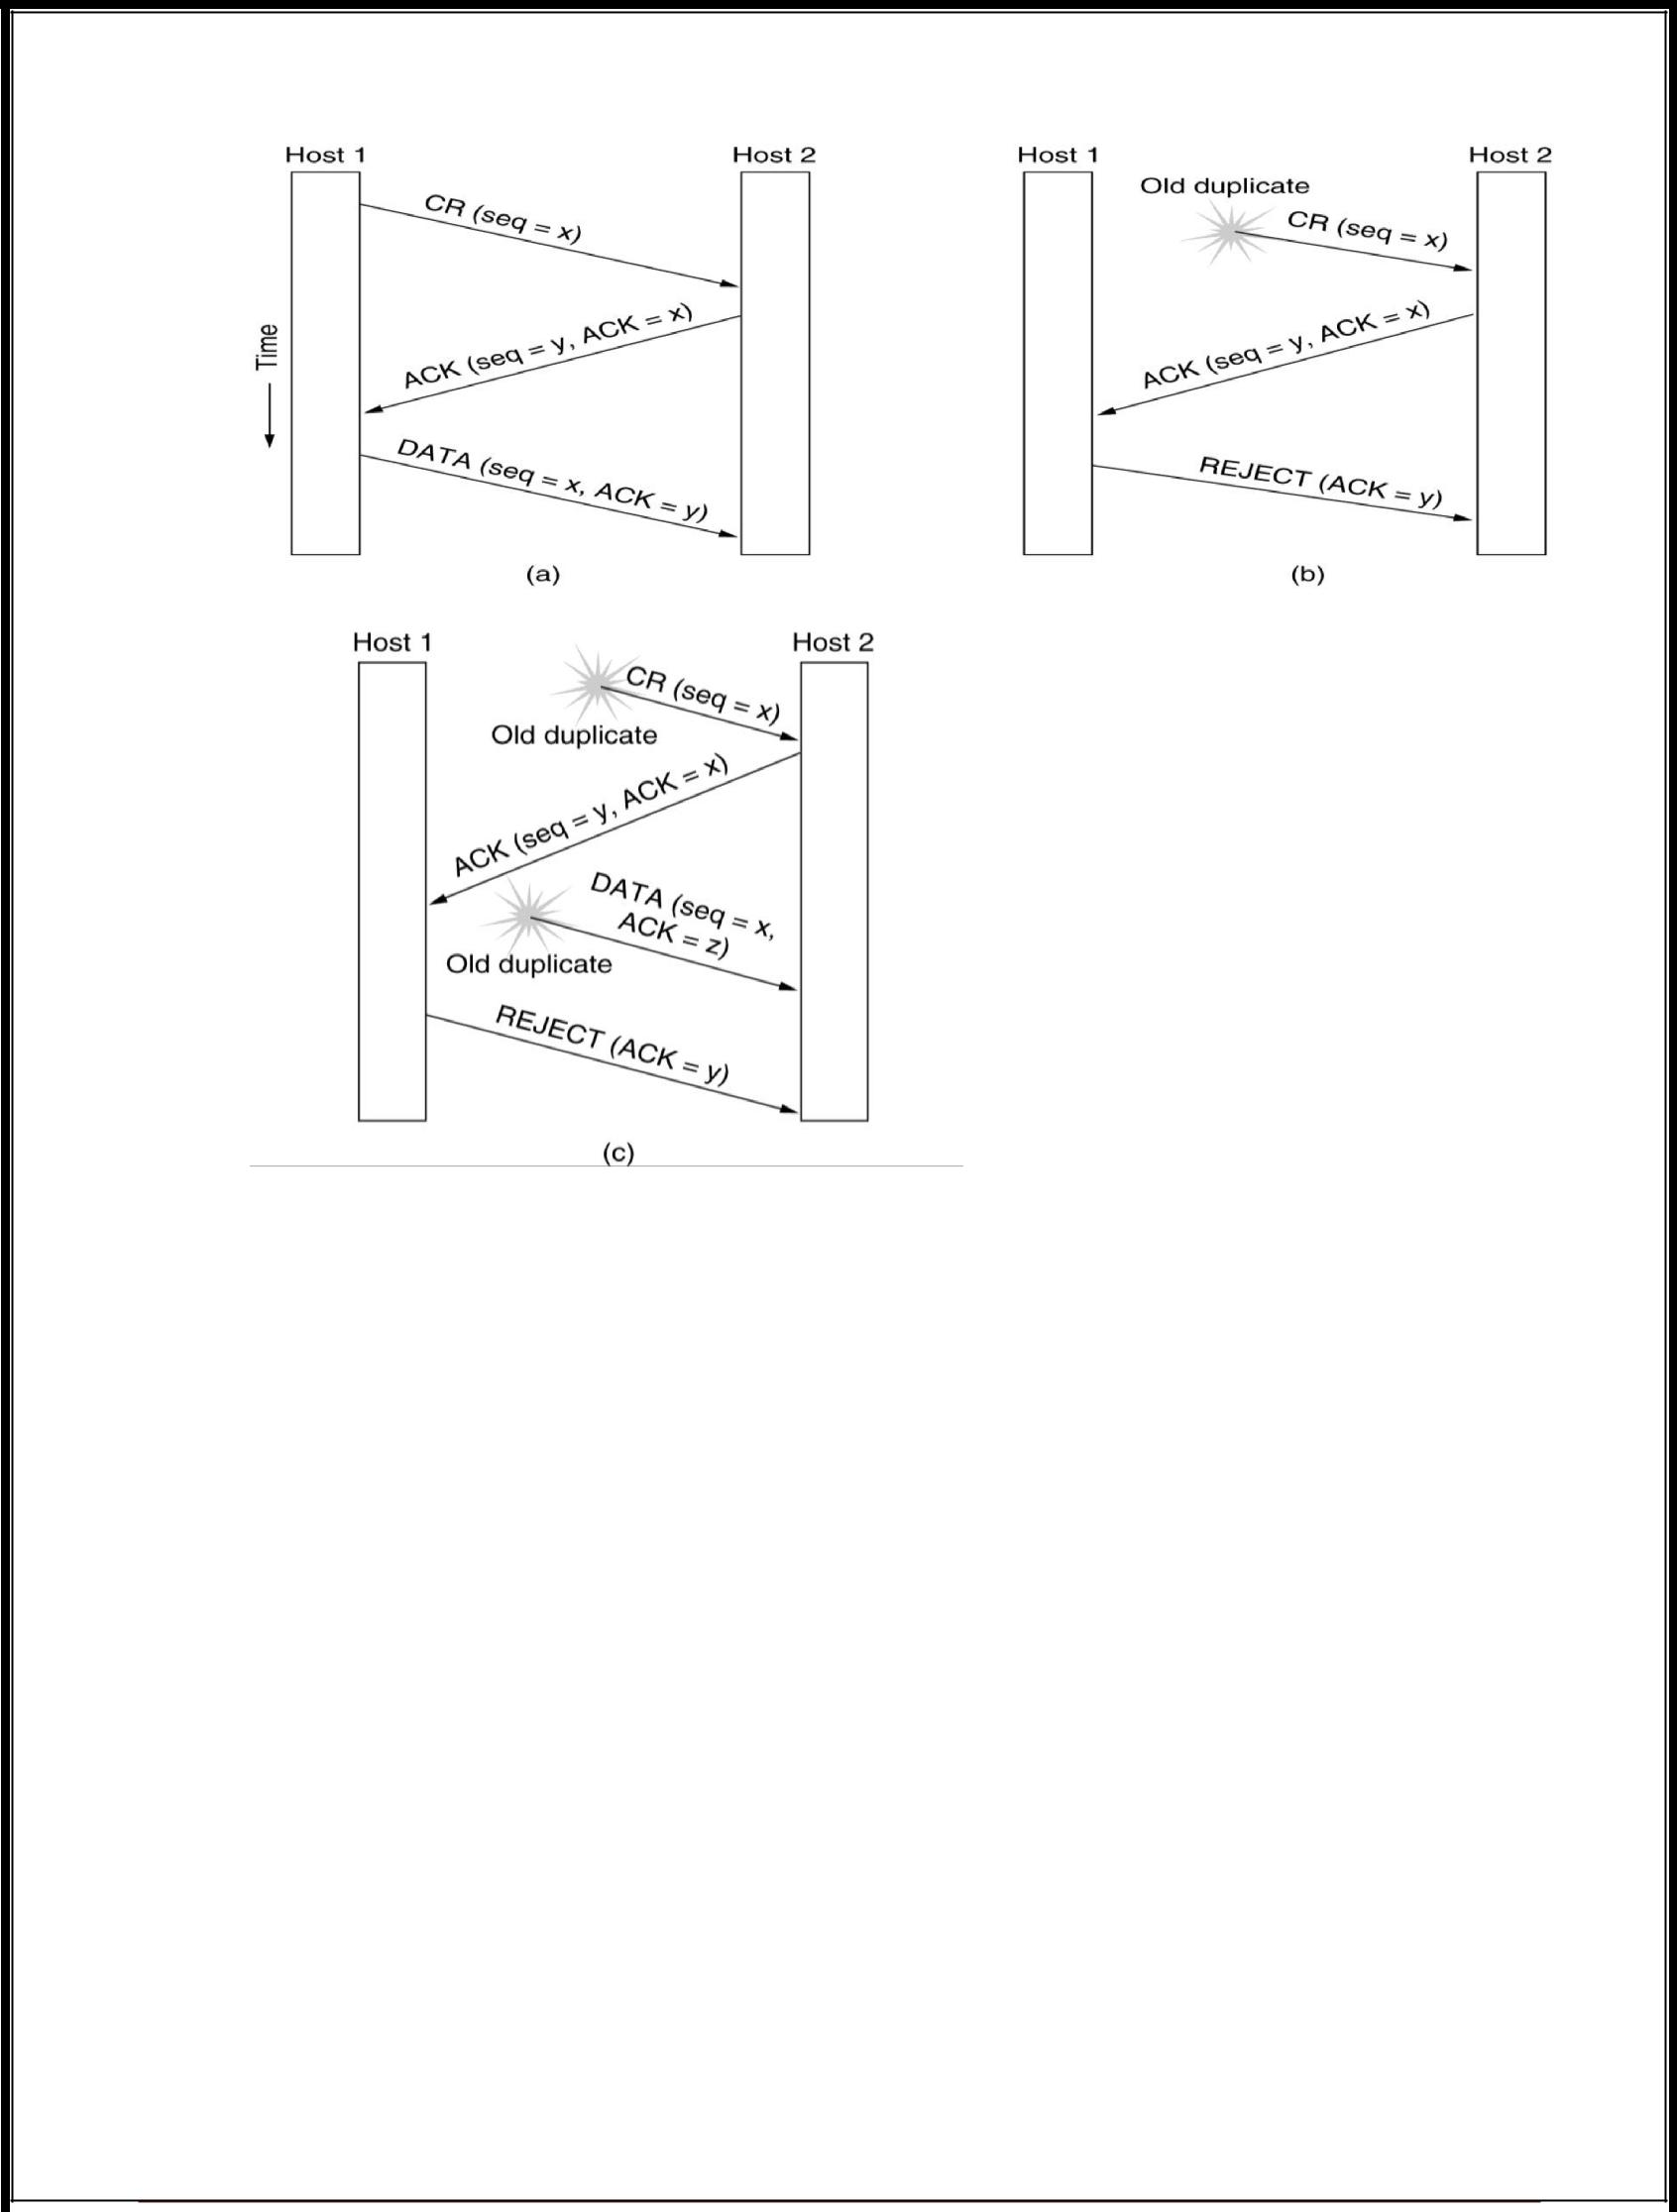 Host 1
Host 2
CR (seq = x)
ACK (seq = y, ACK = x)
DATA (seq = x, ACK = y)
Time
(a)
Host 1
Host 2
Old duplicate
CR (seq = x)
ACK (seq = y, ACK = x)
REJECT (ACK = y)
(b)
Host 1
Host 2
CR (seq = x)
Old duplicate
ACK (seq = y, ACK = x)
DATA (seq = x,
ACK = z)
Old duplicate
REJECT (ACK = y)
(c)